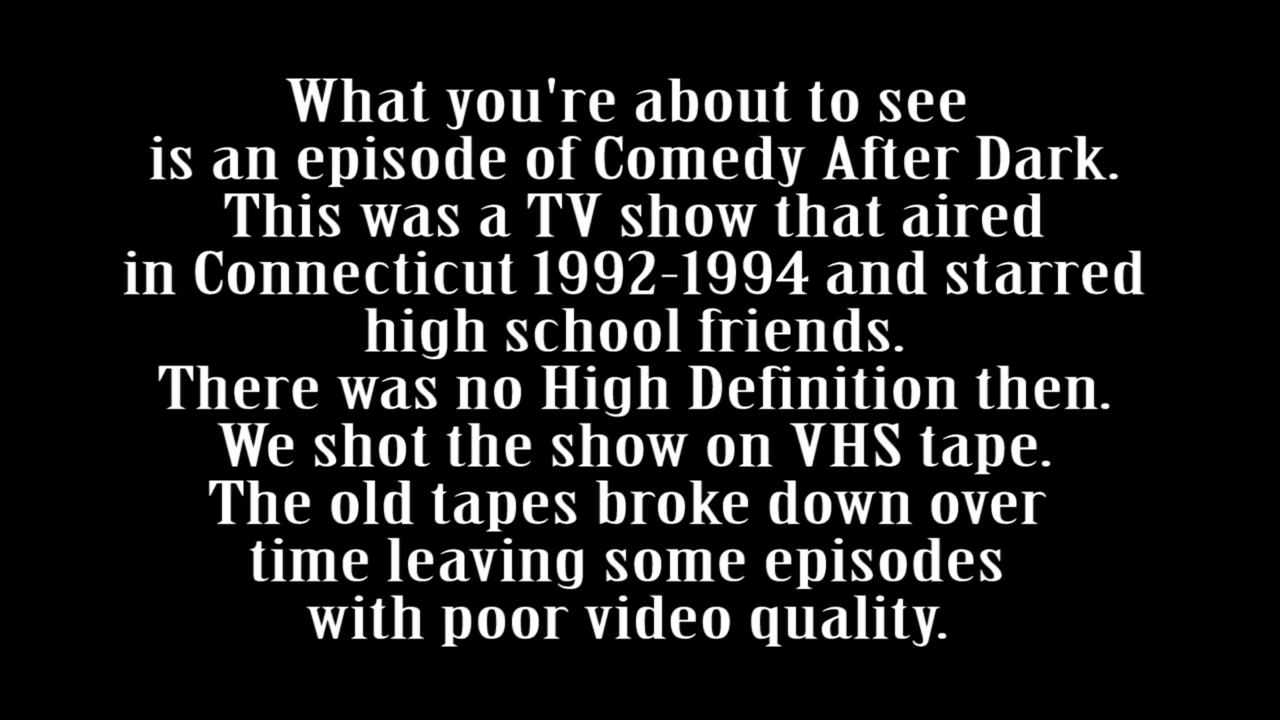 What you're about to see
is an episode of Comedy After Dark.
This was a TV show that aired
in Connecticut 1992-1994 and starred
high school friends.
There was no High Definition then.
We shot the show on VHS tape.
The old tapes broke down over
time leaving some episodes
with poor video quality.